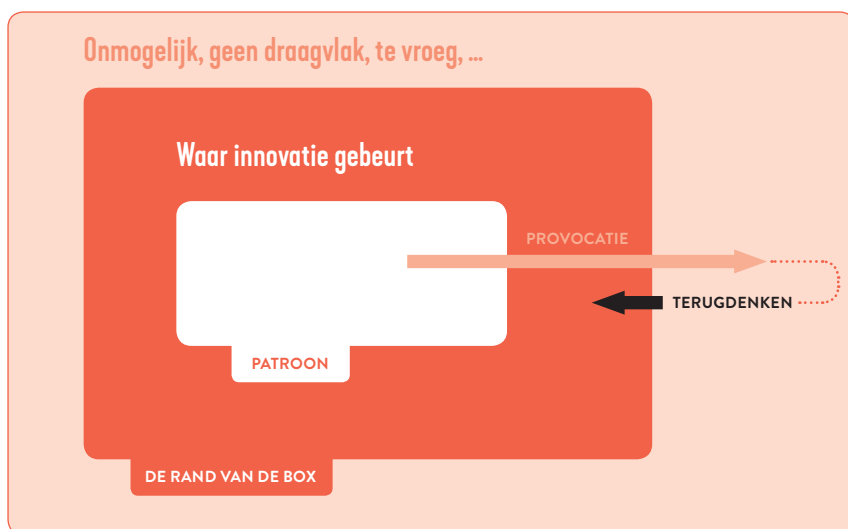 Onmogelijk, geen draagvlak, te vroeg, ...
Waar innovatie gebeurt
PROVOCATIE
TERUGDENKEN
PATROON
DE RAND VAN DE BOX